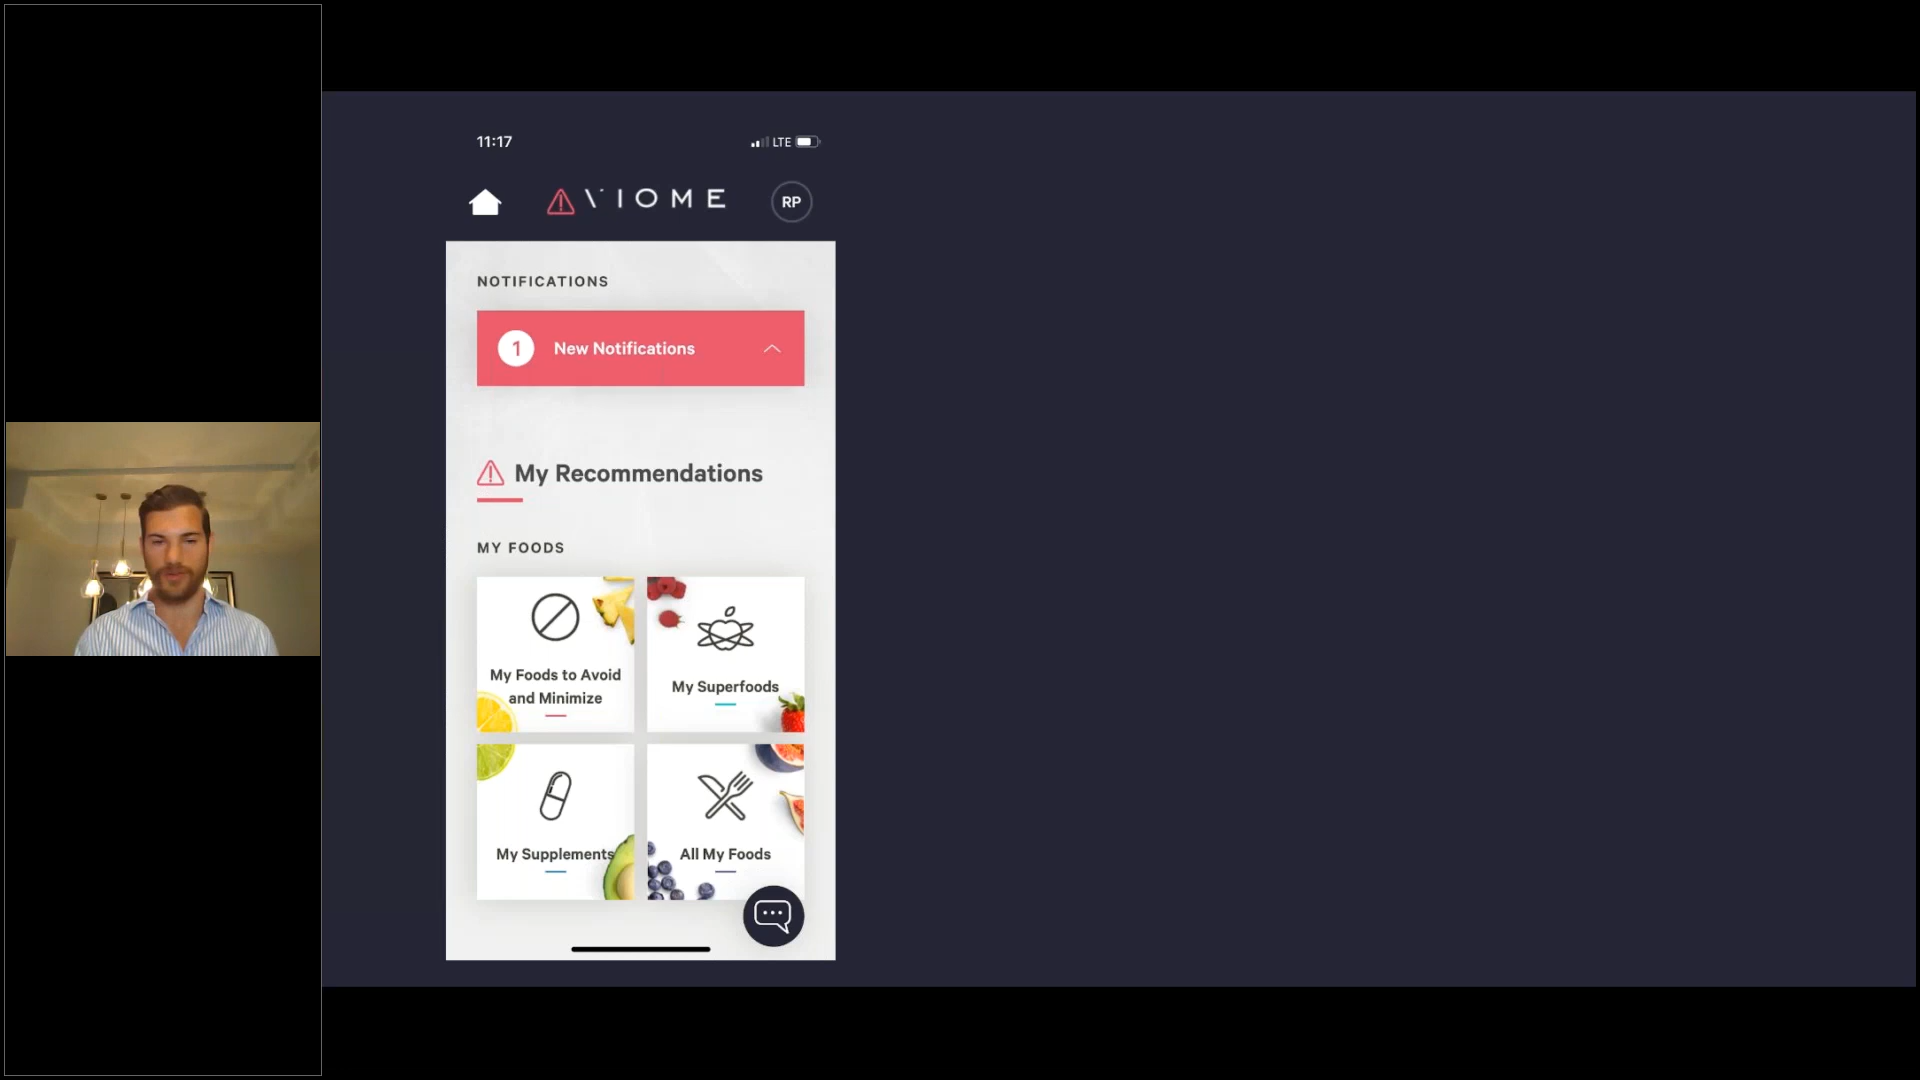 11:17
LTE
VIOME
RP
NOTIFICATIONS
1
New Notifications
My Recommendations
MY FOODS
My Foods to Avoid
and Minimize
My Superfoods
My Supplements
All My Foods